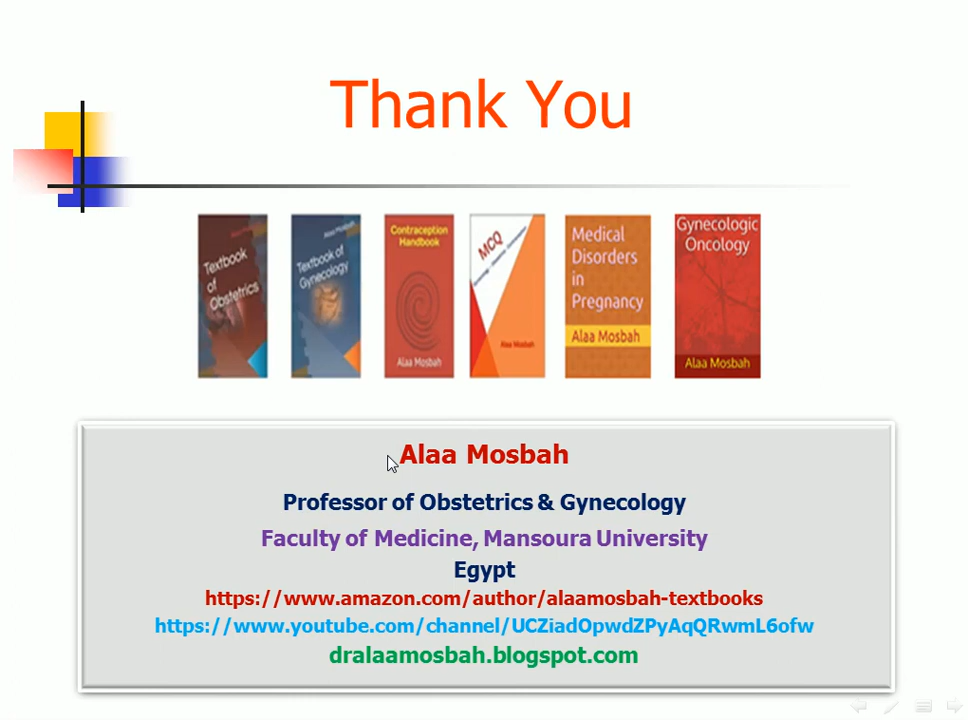 Thank You
Textbook
of
Obstetrics
Textbook of
Gynecology
Contraception
Handbook
Alaa Mosbah
MCQ
Alaa Mosbah
Medical
Disorders
in
Pregnancy
Alaa Mosbah
Gynecologic
Oncology
Alaa Mosbah
Alaa Mosbah
Professor of Obstetrics & Gynecology
Faculty of Medicine, Mansoura University
Egypt
https://www.amazon.com/author/alaamosbah-textbooks
https://www.youtube.com/channel/UCZiadOpwdZPyAqQRwmL6ofw
dralaamosbah.blogspot.com